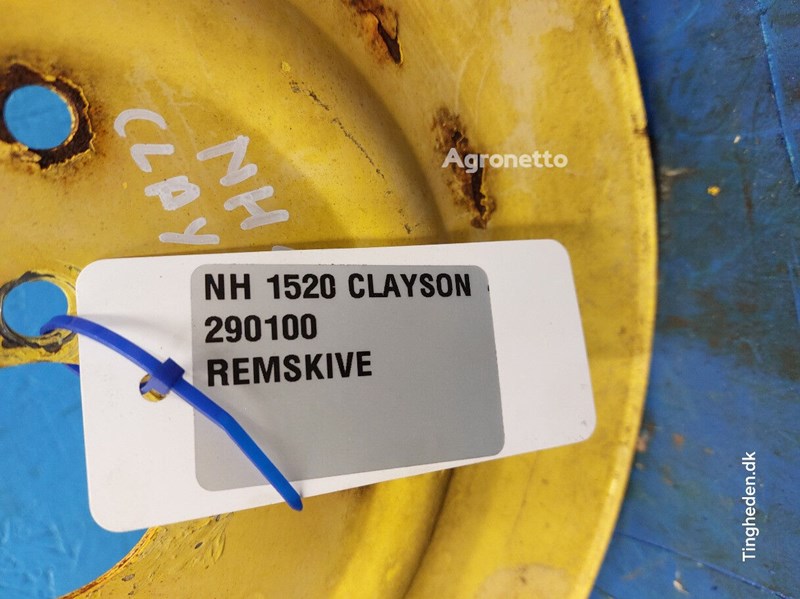 CLAY
NH
Agronetto
NH 1520 CLAYSON
290100
REMSKIVE
Tingheden.dk